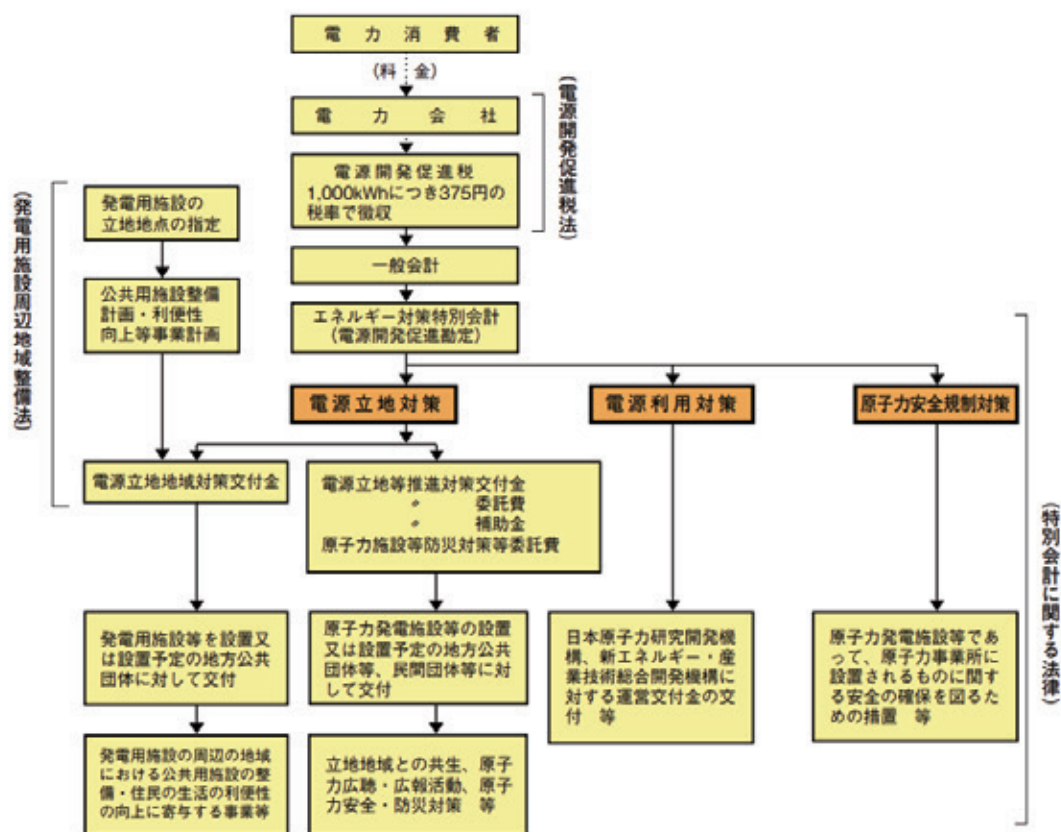 電力消費者
(料金)
電力会社
電源開発促進税
1,000kWhにつき375円の
税率で徴収
(電源開発促進税法)
一般会計
エネルギー対策特別会計
(電源開発促進勘定)
(発電用施設周辺地域整備法)
発電用施設の
立地地点の指定
公共用施設整備
計画・利便性
向上等事業計画
電源立地対策
電源利用対策
原子力安全規制対策
電源立地地域対策交付金
電源立地等推進対策交付金
〃 委託費
〃 補助金
原子力施設等防災対策等委託費
発電用施設等を設置又
は設置予定の地方公共
団体に対して交付
原子力発電施設等の設置
又は設置予定の地方公共
団体等、民間団体等に対
して交付
日本原子力研究開発機
構、新エネルギー・産
業技術総合開発機構に
対する運営交付金の交
付 等
原子力発電施設等であ
って、原子力事業所に
設置されるものに関す
る安全の確保を図るた
めの措置 等
発電用施設の周辺の地域
における公共用施設の整
備・住民の生活の利便性
の向上に寄与する事業等
立地地域との共生、原子
力広聴・広報活動、原子
力安全・防災対策 等
(特別会計に関する法律)